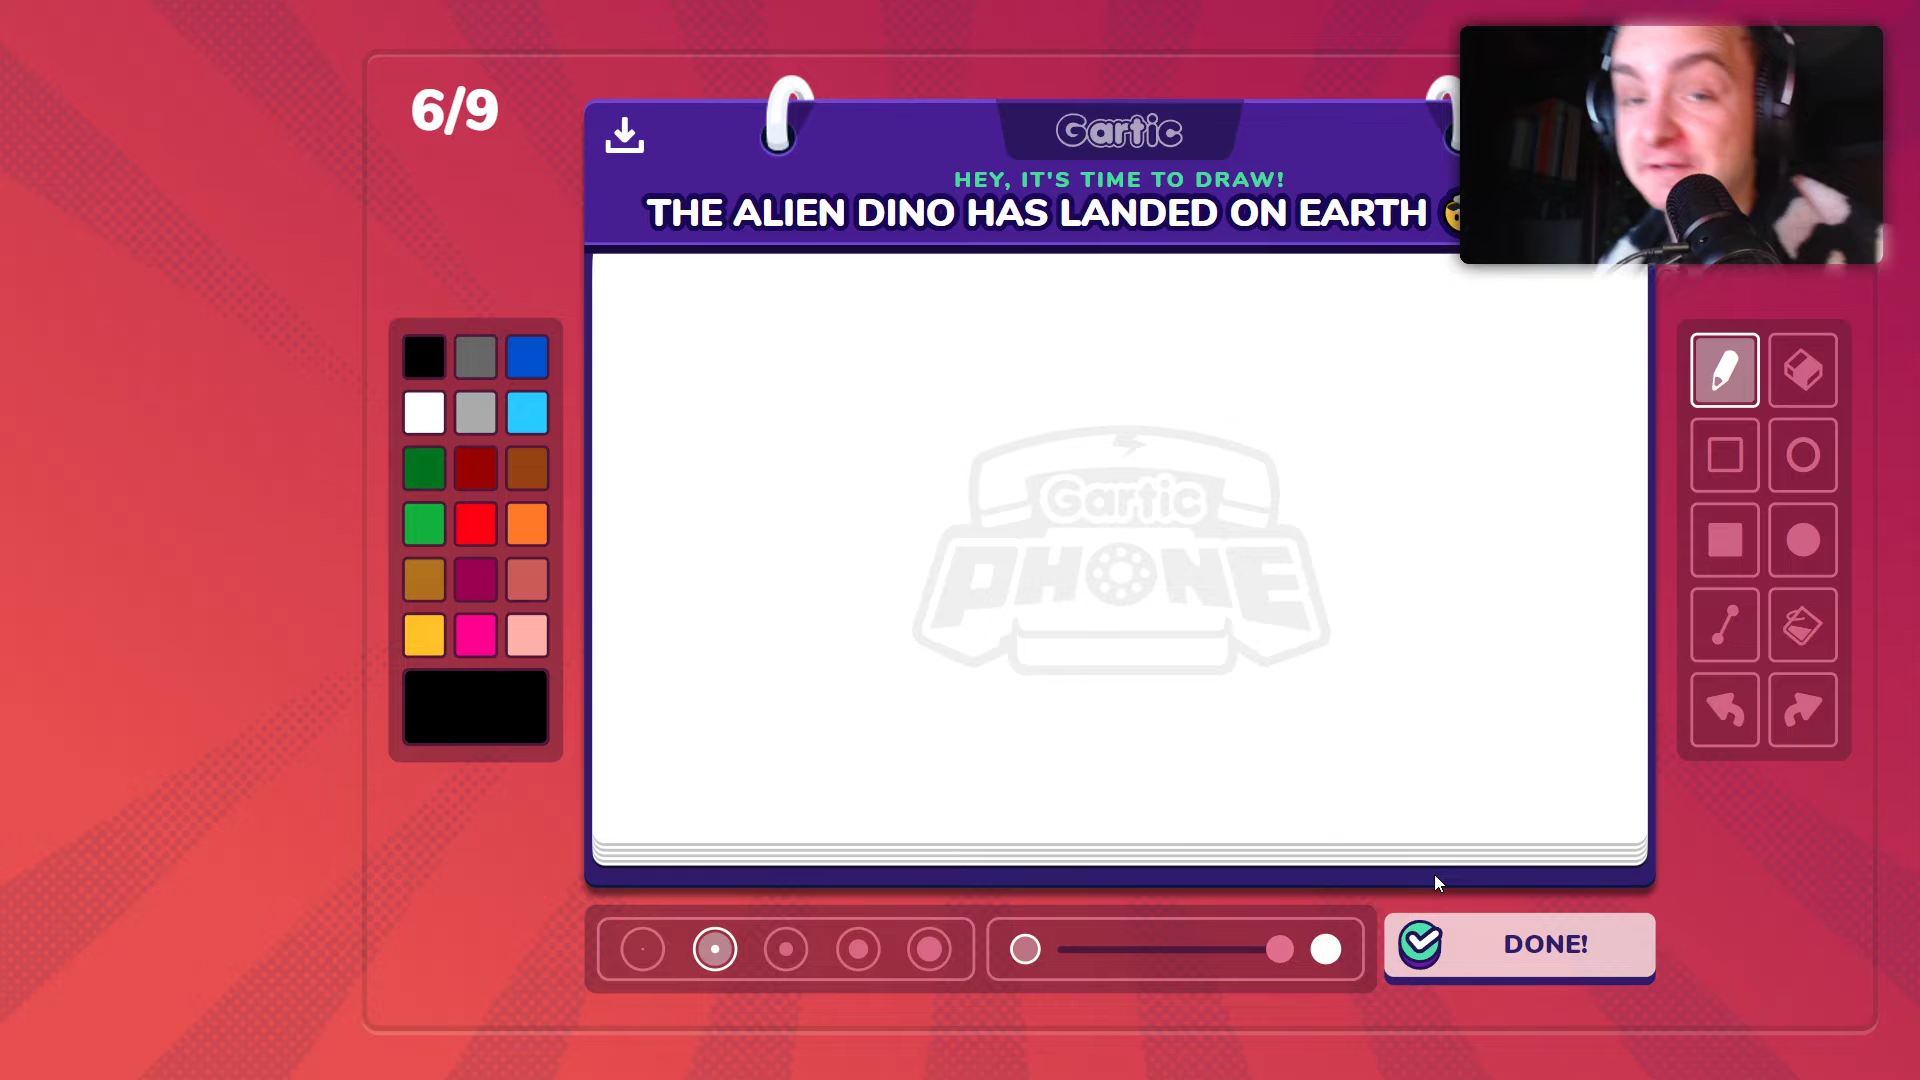 6/9
Gartic
HEY, IT'S TIME TO DRAW!
THE ALIEN DINO HAS LANDED ON EARTH
Gartic
PHONE
DONE!